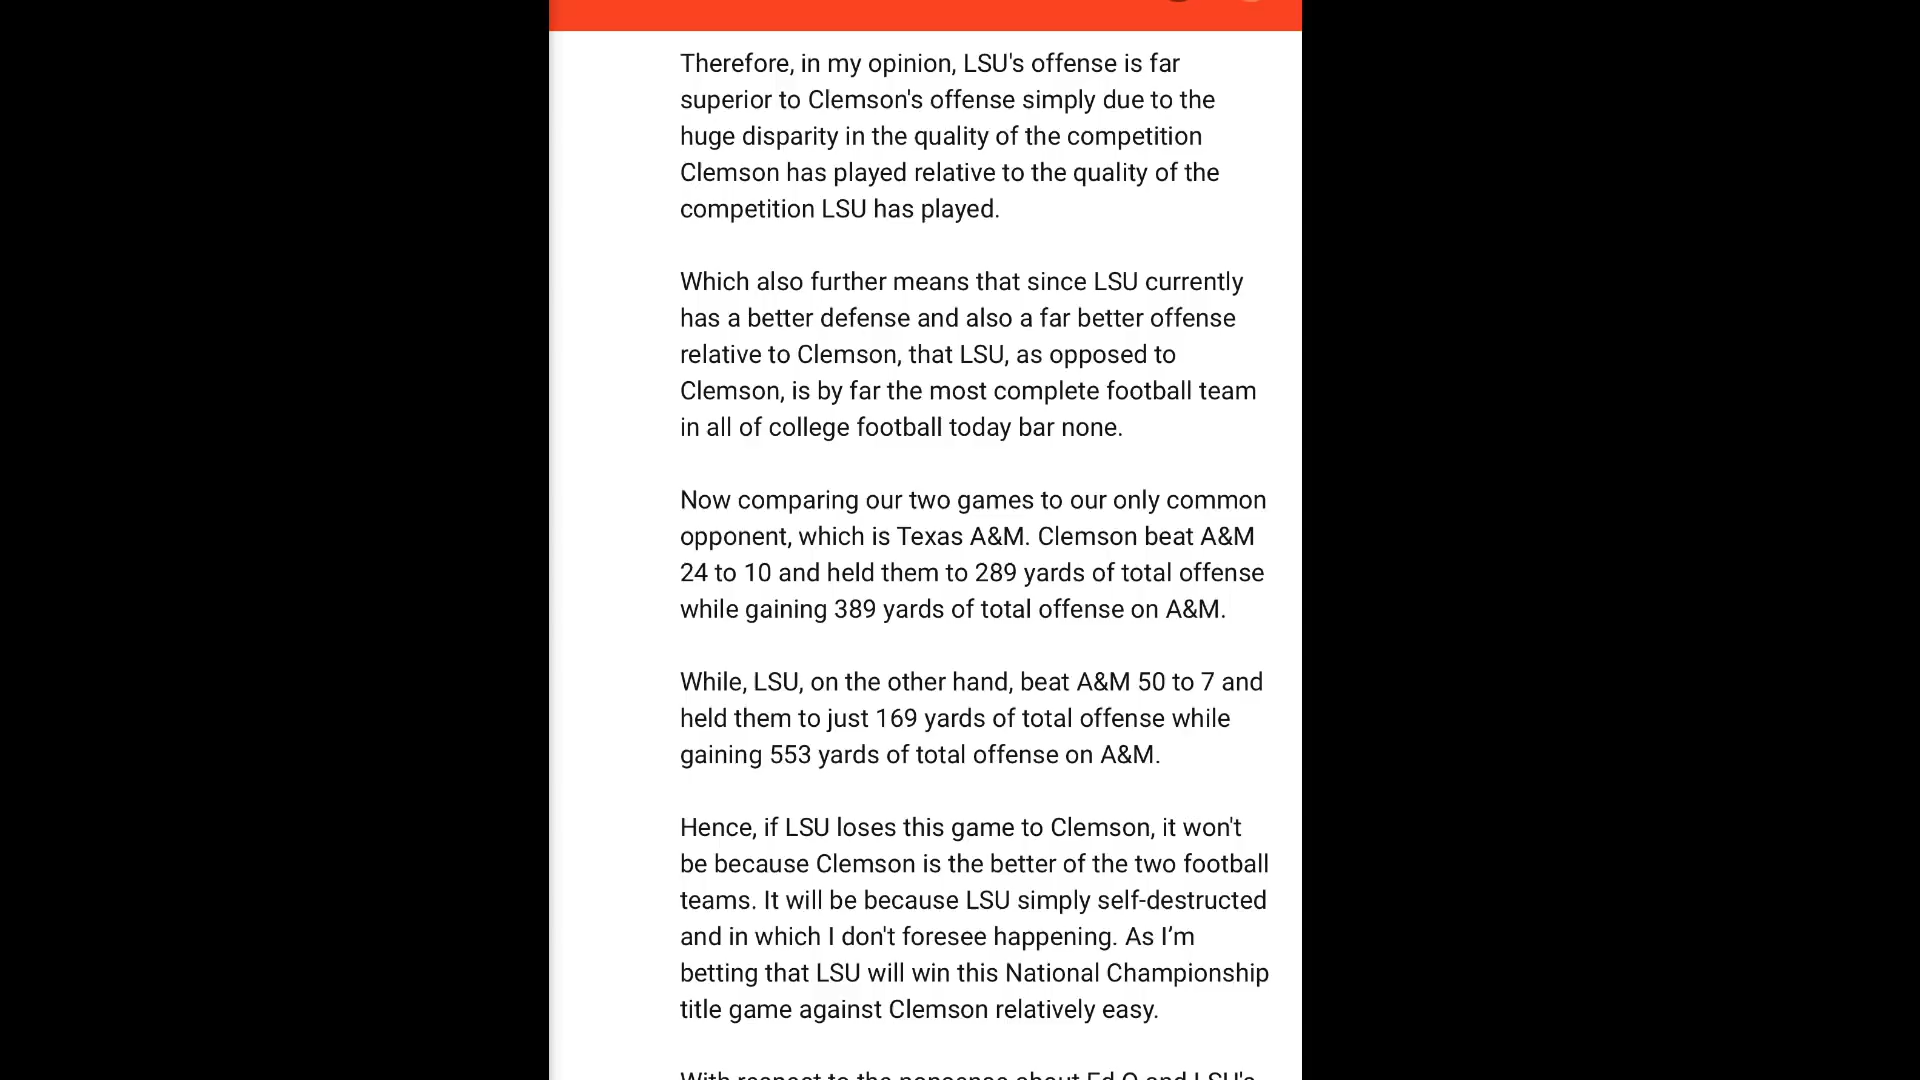 Therefore, in my opinion, LSU's offense is far
superior to Clemson's offense simply due to the
huge disparity in the quality of the competition
Clemson has played relative to the quality of the
competition LSU has played.
Which also further means that since LSU currently
has a better defense and also a far better offense
relative to Clemson, that LSU, as opposed to
Clemson, is by far the most complete football team
in all of college football today bar none.
Now comparing our two games to our only common
opponent, which is Texas A&M. Clemson beat A&M
24 to 10 and held them to 289 yards of total offense
while gaining 389 yards of total offense on A&M.
While, LSU, on the other hand, beat A&M 50 to 7 and
held them to just 169 yards of total offense while
gaining 553 yards of total offense on A&M.
Hence, if LSU loses this game to Clemson, it won't
be because Clemson is the better of the two football
teams. It will be because LSU simply self-destructed
and in which I don't foresee happening. As I’m
betting that LSU will win this National Championship
title game against Clemson relatively easy.
With respect to the nonsense about Ed O and LSU's